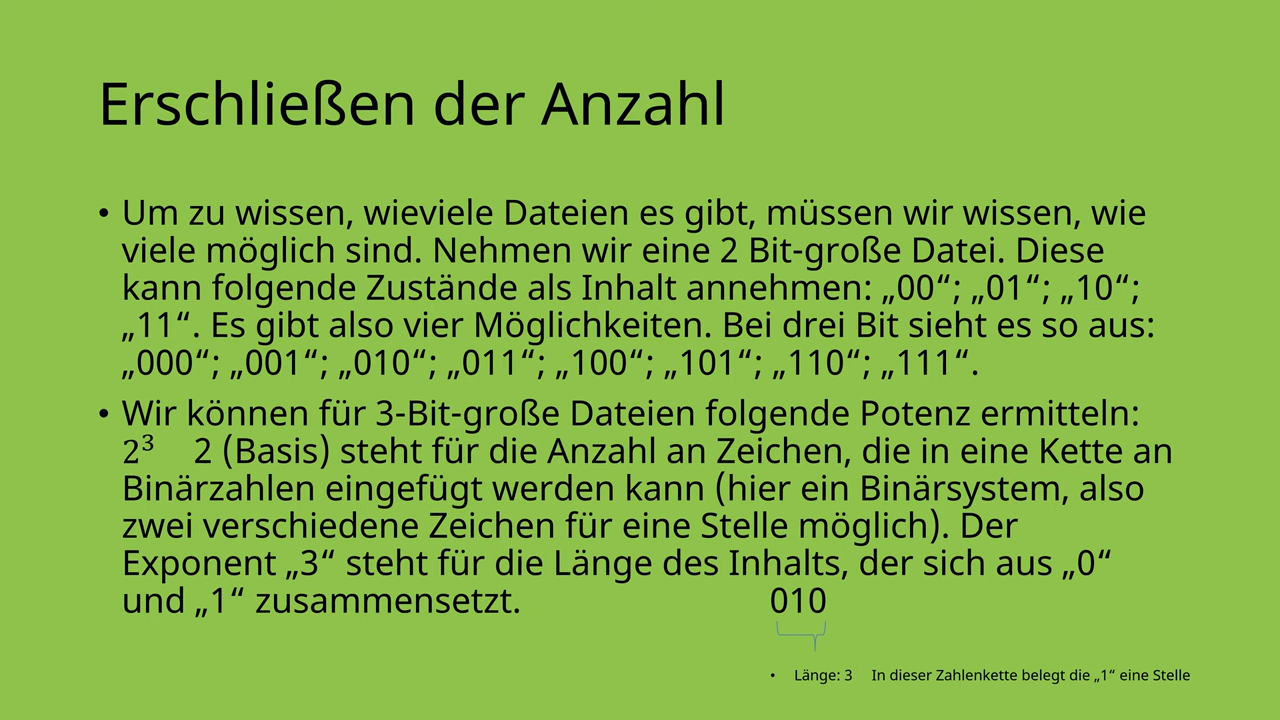 Erschließen der Anzahl
• Um zu wissen, wieviele Dateien es gibt, müssen wir wissen, wie
viele möglich sind. Nehmen wir eine 2 Bit-große Datei. Diese
kann folgende Zustände als Inhalt annehmen: „00“; „01“; „10“;
„11“. Es gibt also vier Möglichkeiten. Bei drei Bit sieht es so aus:
„000“; „001“; „010“; „011“; „100“; „101“; „110“; „111“.
• Wir können für 3-Bit-große Dateien folgende Potenz ermitteln:
2³ 2 (Basis) steht für die Anzahl an Zeichen, die in eine Kette an
Binärzahlen eingefügt werden kann (hier ein Binärsystem, also
zwei verschiedene Zeichen für eine Stelle möglich). Der
Exponent „3“ steht für die Länge des Inhalts, der sich aus „0“
und „1“ zusammensetzt. 010
• Länge: 3 In dieser Zahlenkette belegt die „1“ eine Stelle